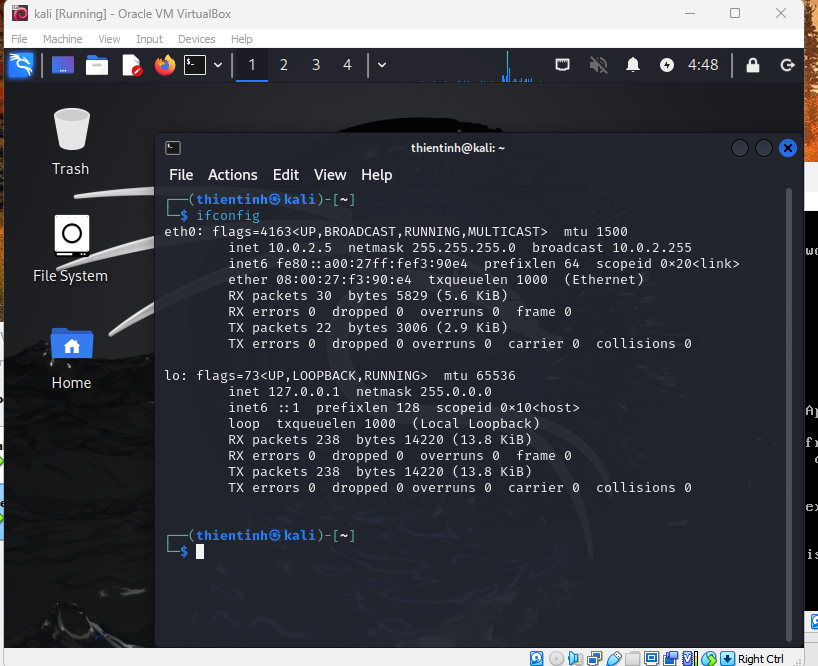 kali [Running] - Oracle VM VirtualBox
File Machine View Input Devices Help
1 2 3 4 4:48
Trash
File System
Home
thientinh@kali: ~
File Actions Edit View Help
┌──(thientinh㉿kali)-[~]
└─$ ifconfig
eth0: flags=4163<UP,BROADCAST,RUNNING,MULTICAST>  mtu 1500
        inet 10.0.2.5  netmask 255.255.255.0  broadcast 10.0.2.255
        inet6 fe80::a00:27ff:fef3:90e4  prefixlen 64  scopeid 0×20<link>
        ether 08:00:27:f3:90:e4  txqueuelen 1000  (Ethernet)
        RX packets 30  bytes 5829 (5.6 KiB)
        RX errors 0  dropped 0  overruns 0  frame 0
        TX packets 22  bytes 3006 (2.9 KiB)
        TX errors 0  dropped 0 overruns 0  carrier 0  collisions 0
lo: flags=73<UP,LOOPBACK,RUNNING>  mtu 65536
        inet 127.0.0.1  netmask 255.0.0.0
        inet6 ::1  prefixlen 128  scopeid 0×10<host>
        loop  txqueuelen 1000  (Local Loopback)
        RX packets 238  bytes 14220 (13.8 KiB)
        RX errors 0  dropped 0  overruns 0  frame 0
        TX packets 238  bytes 14220 (13.8 KiB)
        TX errors 0  dropped 0 overruns 0  carrier 0  collisions 0
┌──(thientinh㉿kali)-[~]
└─$
Right Ctrl